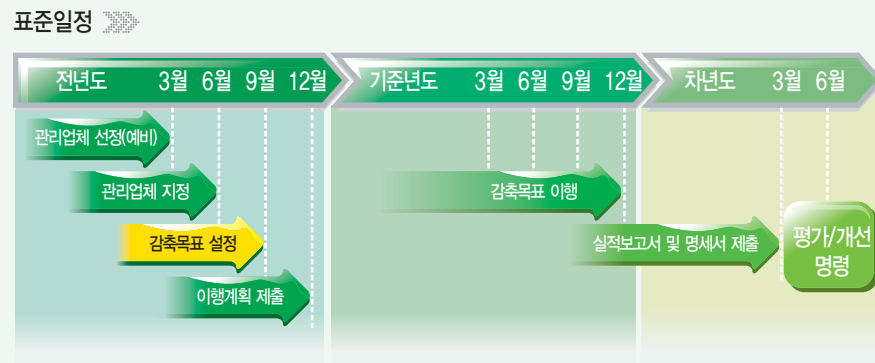 표준일정
전년도 3월 6월 9월 12월 기준년도 3월 6월 9월 12월 차년도 3월 6월
관리업체 선정(예비)
관리업체 지정
감축목표 이행
감축목표 설정
실적보고서 및 명세서 제출
평가/개선
명령
이행계획 제출